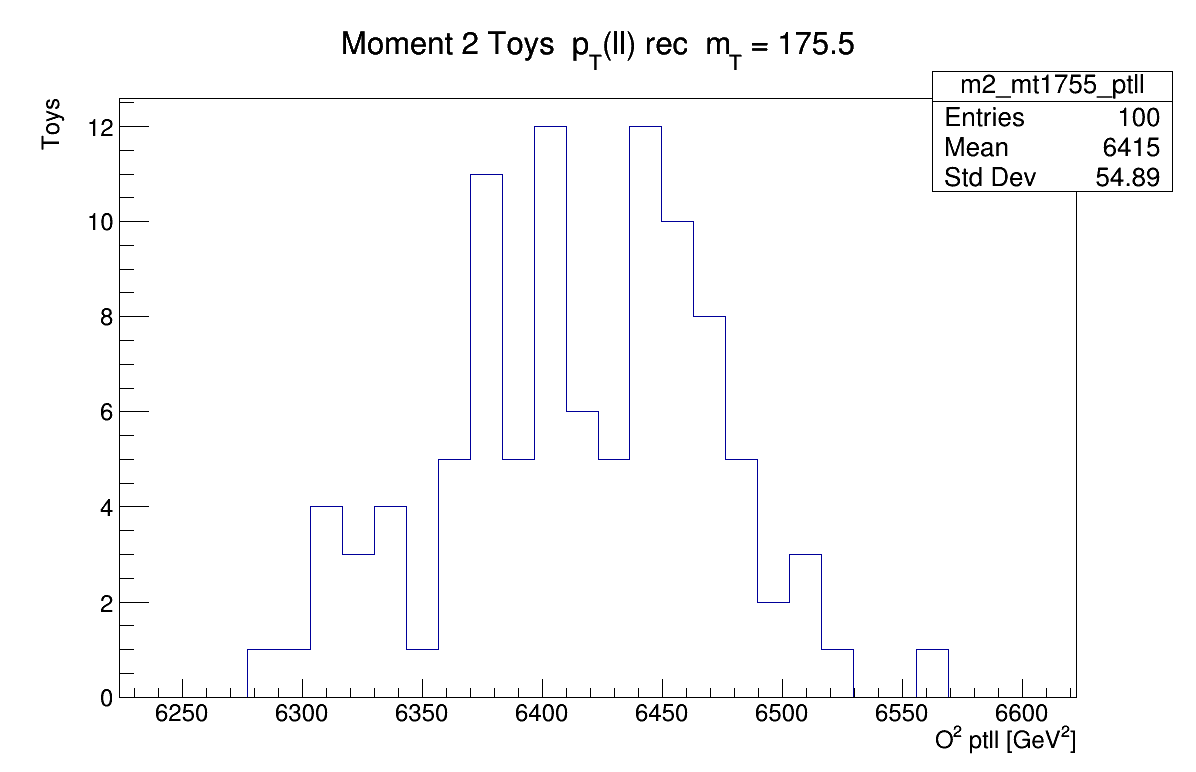 Moment 2 Toys p_T(ll) rec m_T = 175.5
m2_mt1755_ptll
Entries 100
Mean 6415
Std Dev 54.89
Toys
12
10
8
6
4
2
0
6250 6300 6350 6400 6450 6500 6550 6600
O² ptll [GeV²]